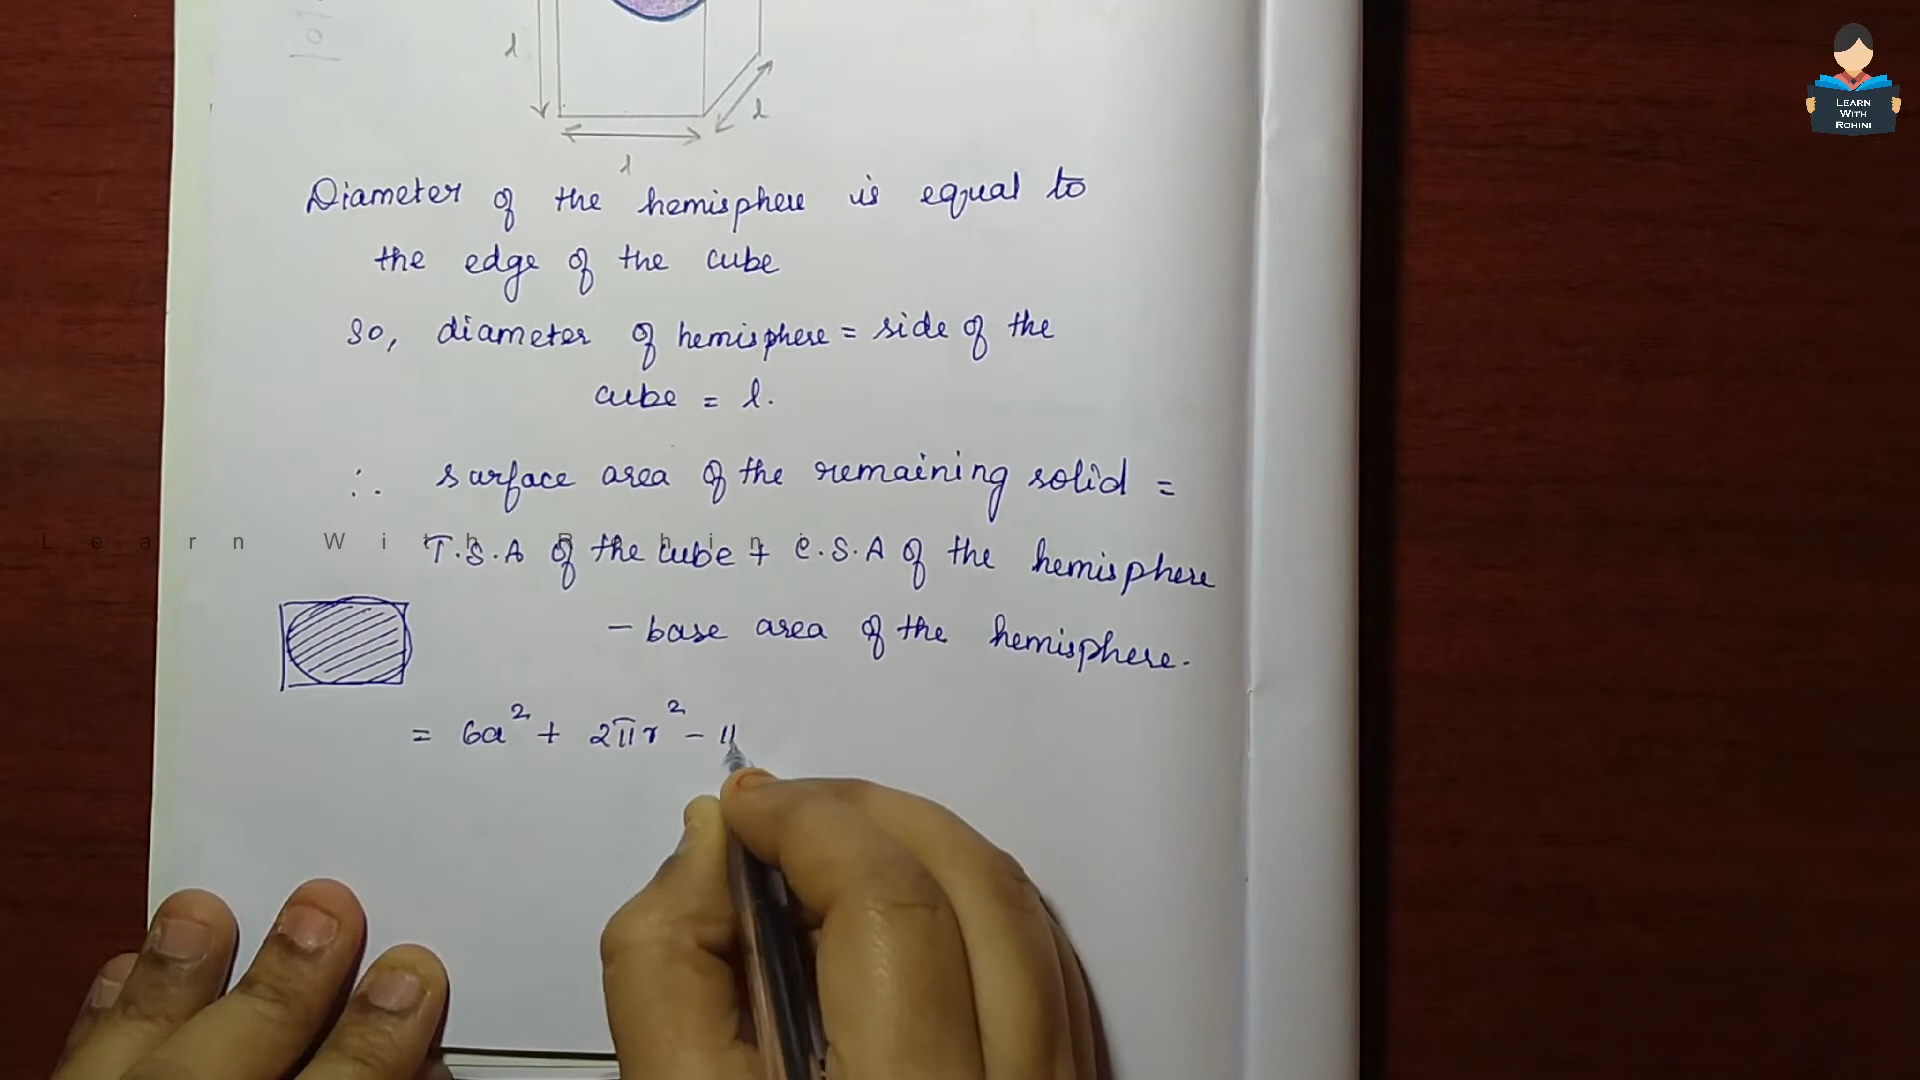 l
l
l
Diameter of the hemisphere is equal to
the edge of the cube
So, diameter of hemisphere = side of the
cube = l.
∴ surface area of the remaining solid =
T.S.A of the cube + C.S.A of the hemisphere
- base area of the hemisphere.
= 6a² + 2πr² -
Learn With Rohini
LEARN
WITH
ROHINI